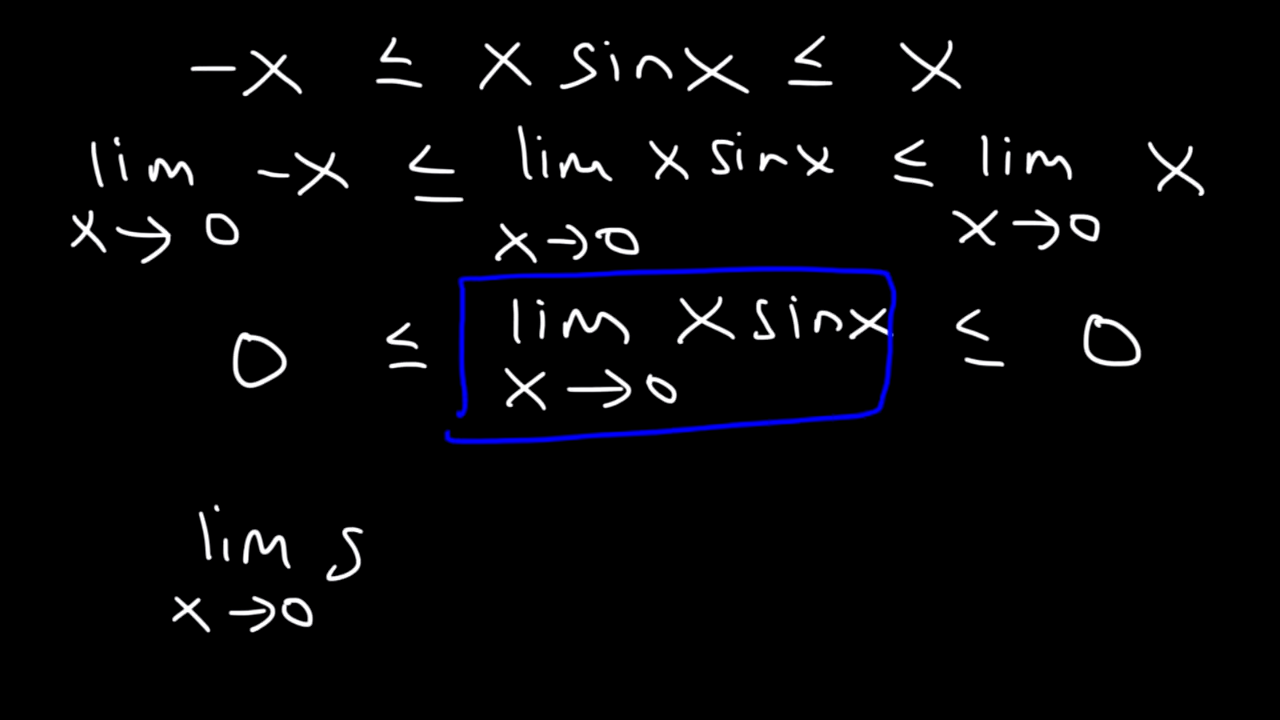 -x ≤ x sinx ≤ x
lim -x ≤ lim x sinx ≤ lim x
x→0 x→0 x→0
0 ≤ lim x sinx ≤ 0
x→0
lim s
x→0